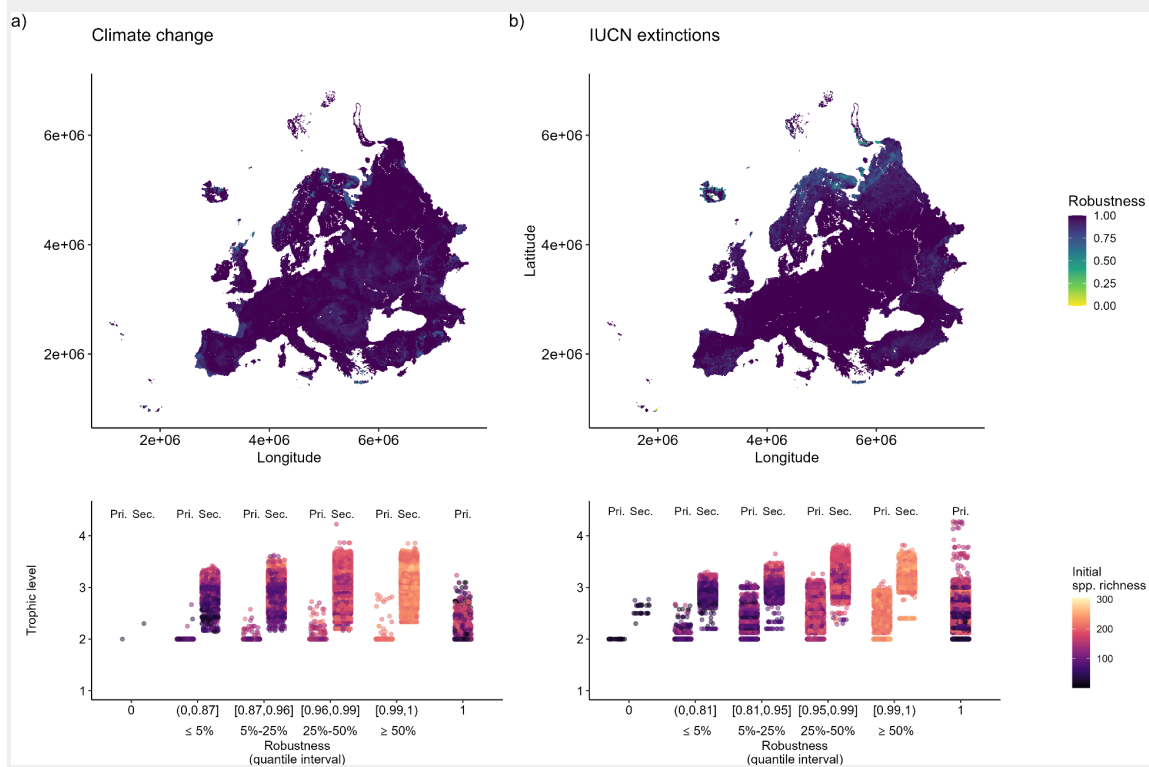 a)
Climate change
6e+06
4e+06
2e+06
2e+06 4e+06 6e+06
Longitude
b)
IUCN extinctions
Latitude
6e+06
4e+06
2e+06
2e+06 4e+06 6e+06
Longitude
Robustness
1.00
0.75
0.50
0.25
0.00
Trophic level
4
3
2
1
Pri. Sec. Pri. Sec. Pri. Sec. Pri. Sec. Pri. Sec. Pri.
0 (0,0.87] [0.87,0.96] [0.96,0.99] [0.99,1) 1
≤ 5% 5%-25% 25%-50% ≥ 50%
Robustness
(quantile interval)
4
3
2
1
Pri. Sec. Pri. Sec. Pri. Sec. Pri. Sec. Pri. Sec. Pri.
0 (0,0.81] [0.81,0.95] [0.95,0.99] [0.99,1) 1
≤ 5% 5%-25% 25%-50% ≥ 50%
Robustness
(quantile interval)
Initial
spp. richness
300
200
100